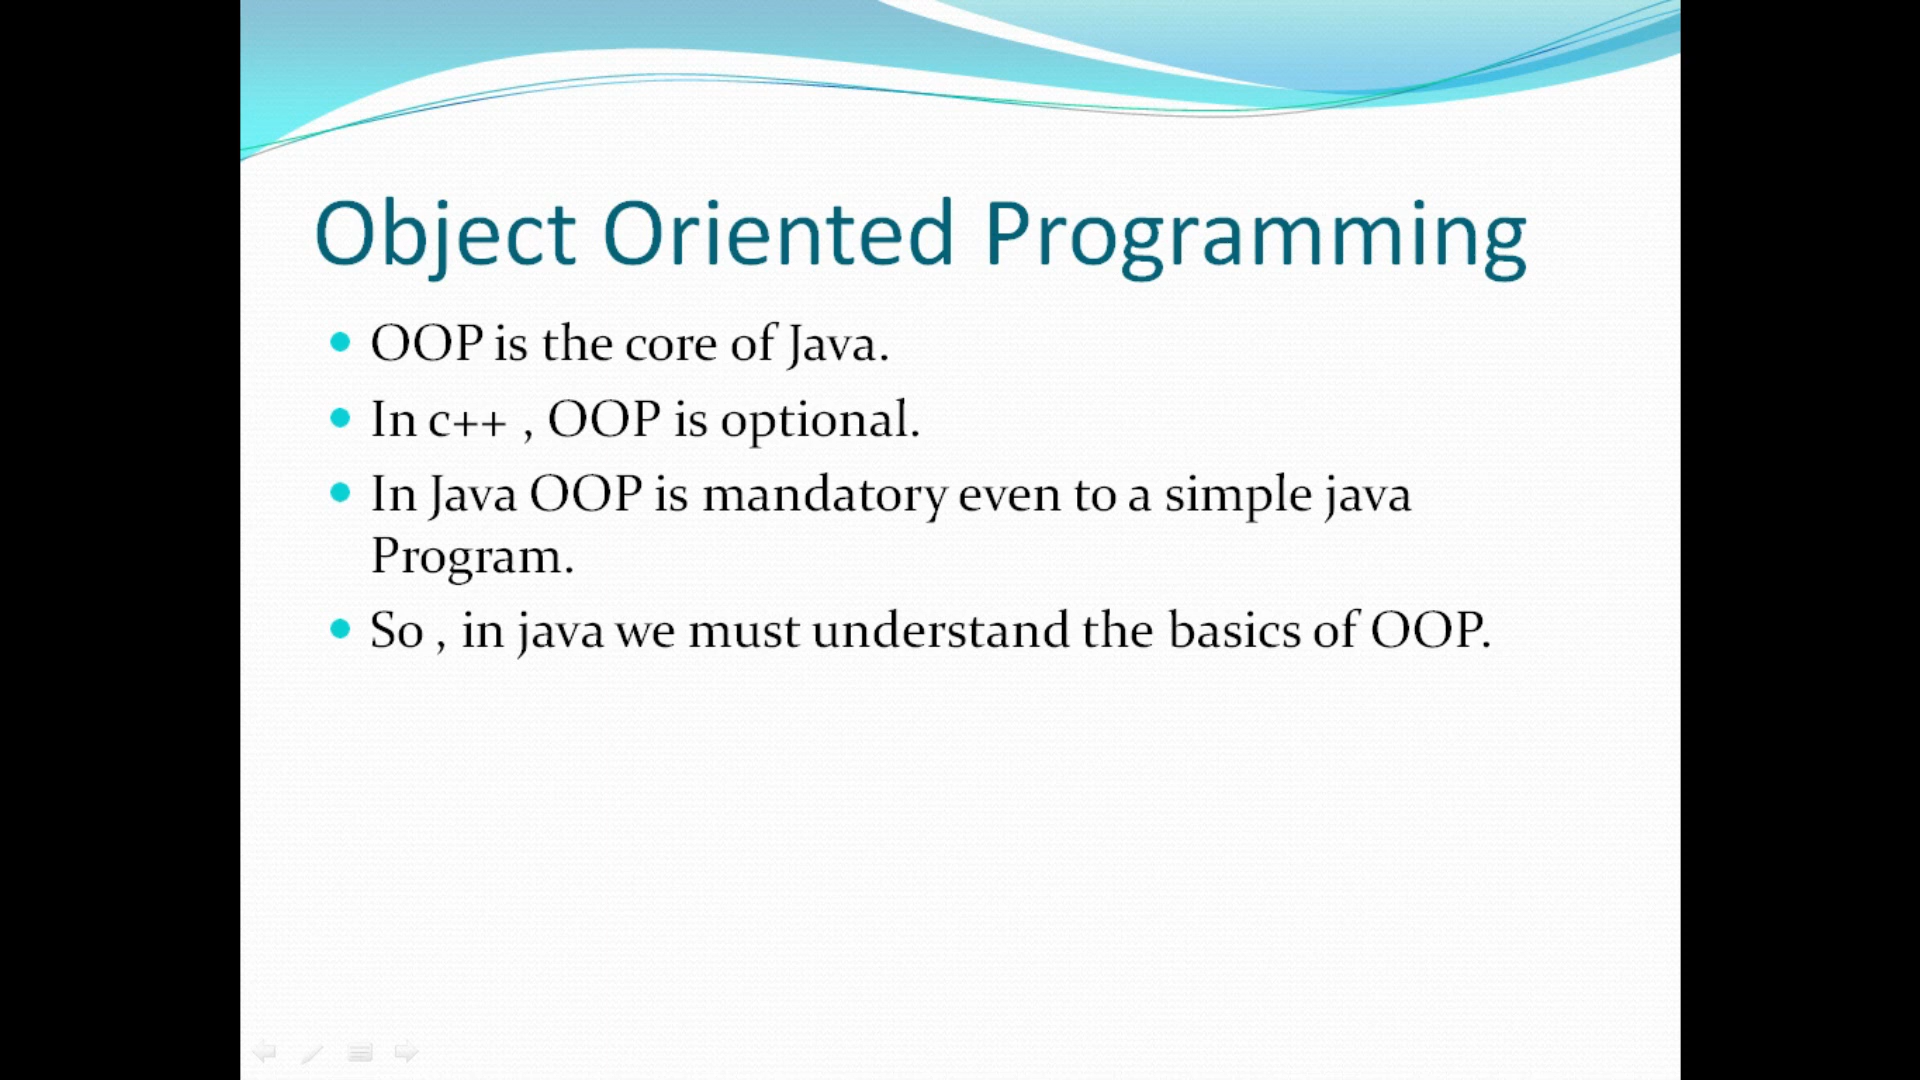 Object Oriented Programming
OOP is the core of Java.
In c++ , OOP is optional.
In Java OOP is mandatory even to a simple java
Program.
So , in java we must understand the basics of OOP.